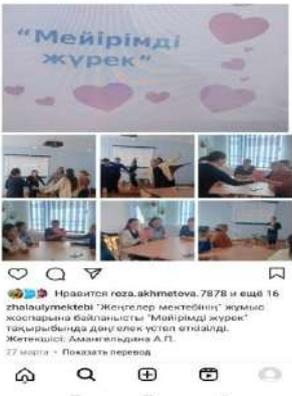 "Мейірімді
жүрек"
Нравится roza.akhmetova.7878 и ещё 16
zhalaulymektebi "Жеңгелер мектебінің" жұмыс
жоспарына байланысты "Мейірімді жүрек"
тақырыбында дөңгелек үстел өткізілді.
Жетекшісі: Амангельдина А.П.
27 марта · Показать перевод